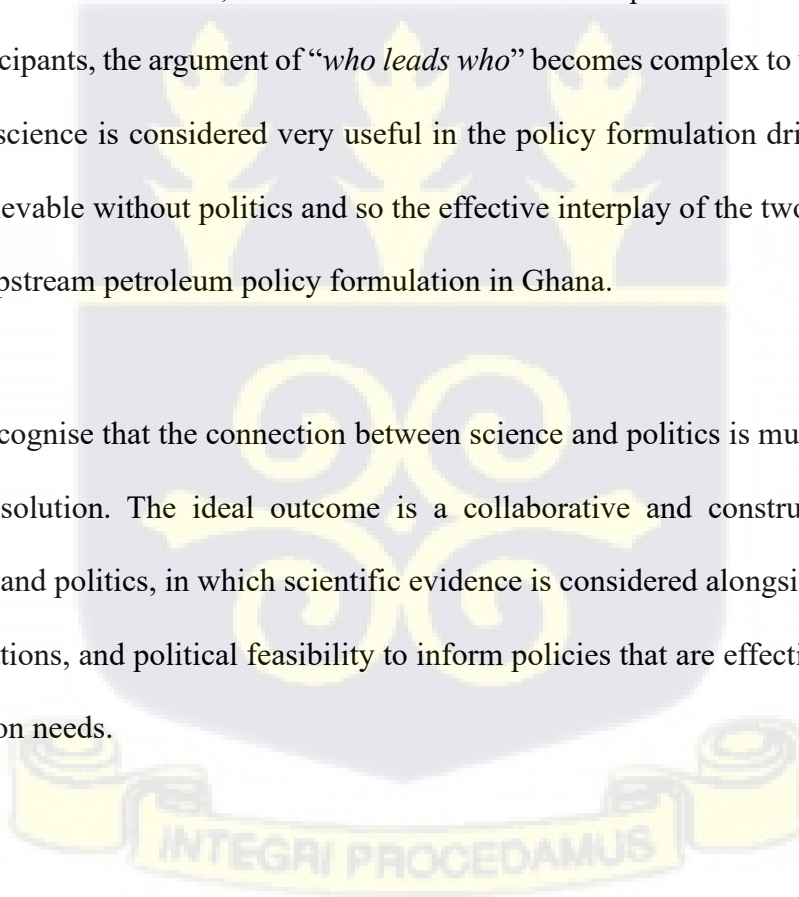 cipants, the argument of “who leads who” becomes complex to
science is considered very useful in the policy formulation dri
evable without politics and so the effective interplay of the two
pstream petroleum policy formulation in Ghana.
cognise that the connection between science and politics is mu
solution. The ideal outcome is a collaborative and constru
and politics, in which scientific evidence is considered alongsi
tions, and political feasibility to inform policies that are effecti
on needs.
INTEGRI PROCEDAMUS